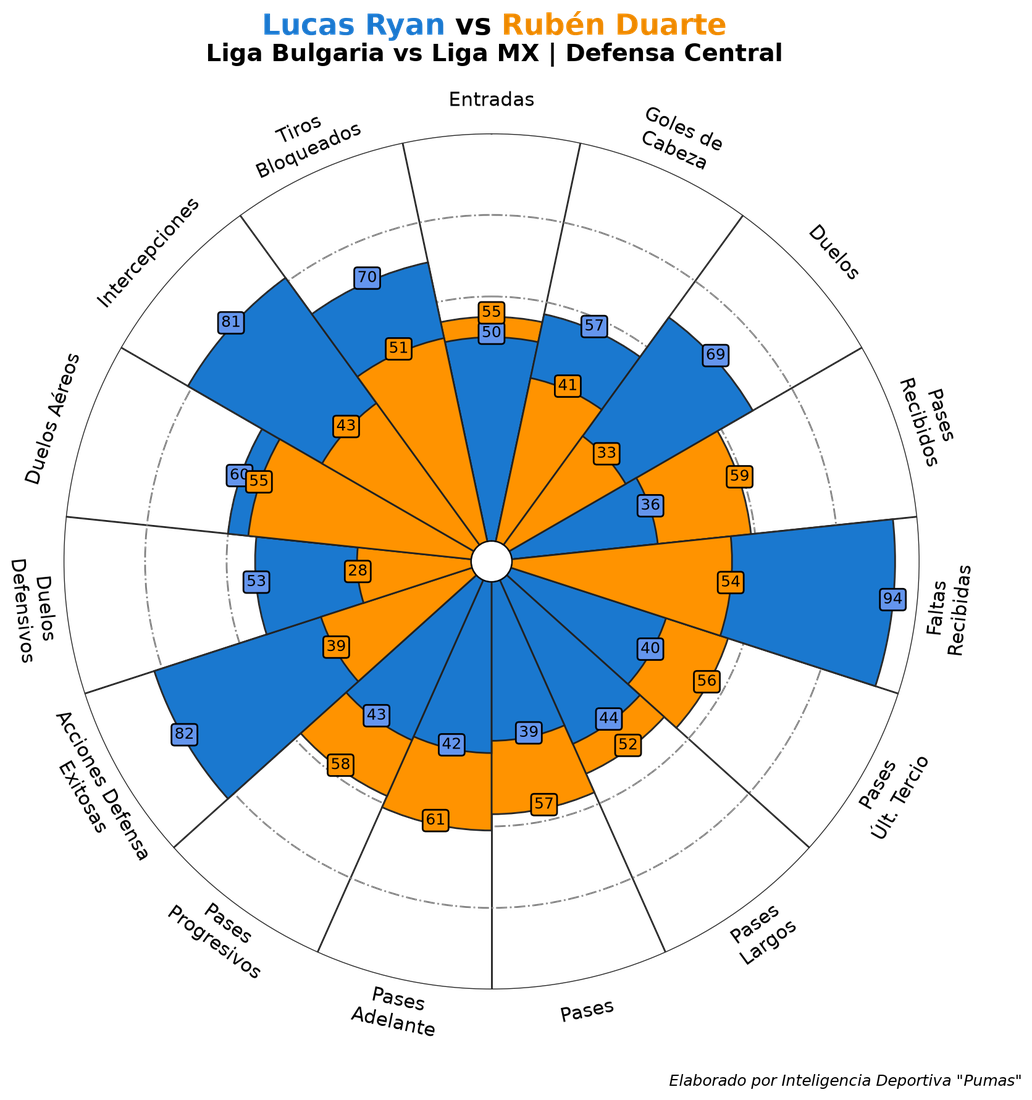 Lucas Ryan vs Rubén Duarte
Liga Bulgaria vs Liga MX | Defensa Central
Entradas
55
50
Goles de
Cabeza
57
41
Duelos
69
33
Pases
Recibidos
59
36
Faltas
Recibidas
94
54
Pases
Últ. Tercio
40
56
Pases
Largos
44
52
Pases
39
57
Pases
Adelante
42
61
Pases
Progresivos
43
58
Acciones Defensa
Exitosas
82
39
Duelos
Defensivos
53
28
Duelos Aéreos
60
55
Intercepciones
81
43
Tiros
Bloqueados
70
51
Elaborado por Inteligencia Deportiva "Pumas"